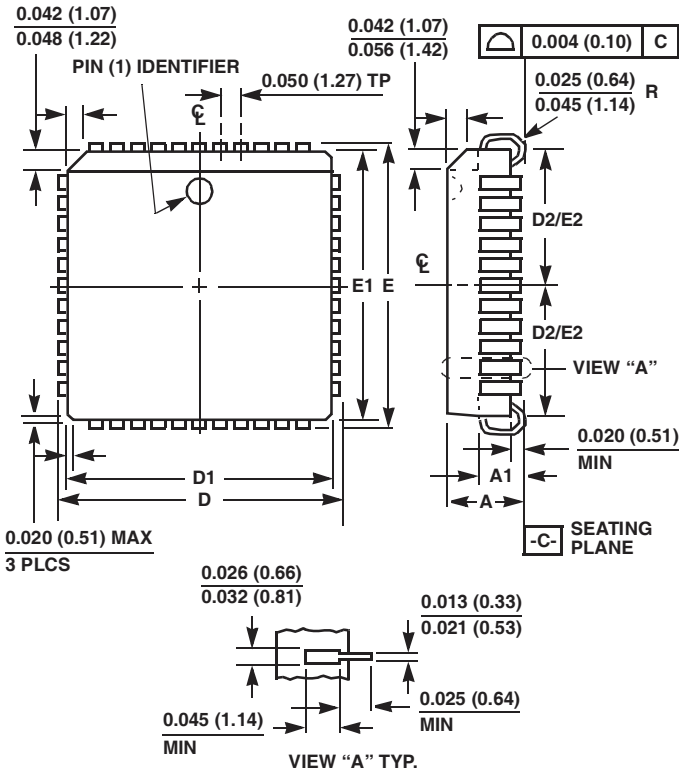 0.042 (1.07)
0.048 (1.22)
PIN (1) IDENTIFIER
0.050 (1.27) TP
℄
0.042 (1.07)
0.056 (1.42)
0.004 (0.10) C
0.025 (0.64)
0.045 (1.14)
R
D2/E2
℄
E1 E
D2/E2
VIEW “A”
0.020 (0.51)
MIN
A1
A
D1
D
0.020 (0.51) MAX
3 PLCS
-C- SEATING
PLANE
0.026 (0.66)
0.032 (0.81)
0.013 (0.33)
0.021 (0.53)
0.025 (0.64)
MIN
0.045 (1.14)
MIN
VIEW “A” TYP.